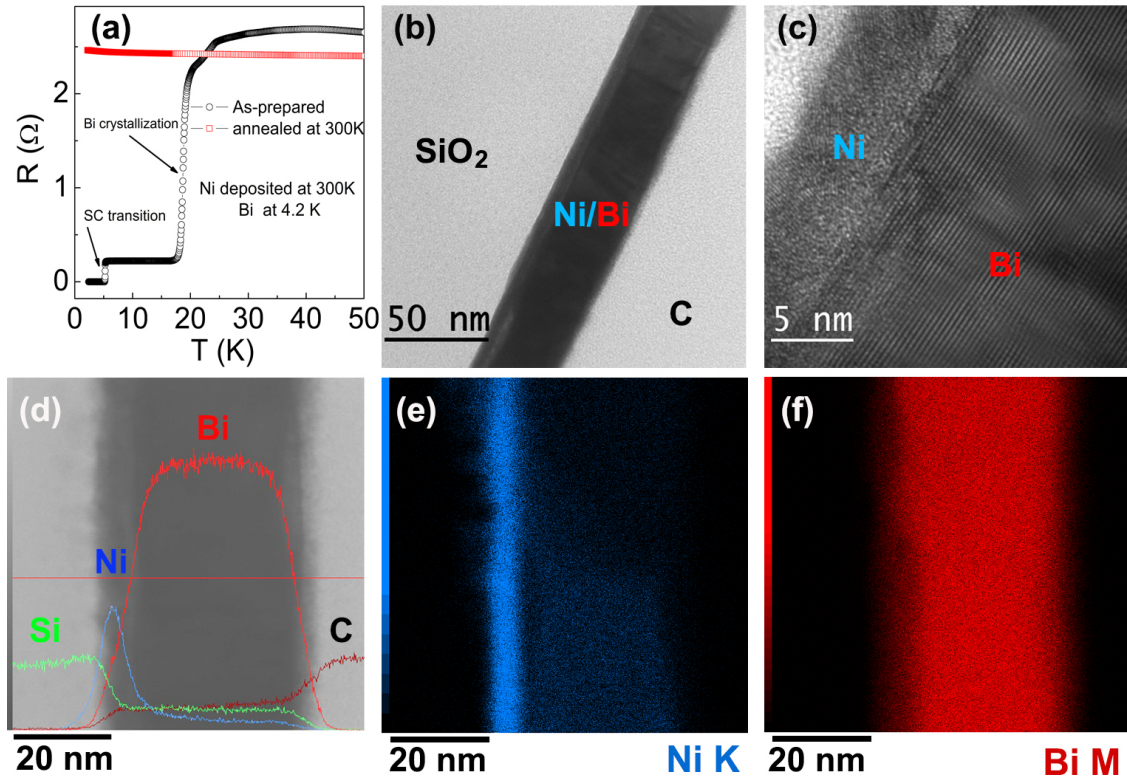 (a)
2
1
0
R (Ω)
As-prepared
annealed at 300K
Bi crystallization
Ni deposited at 300K
Bi at 4.2 K
SC transition
0 10 20 30 40 50
T (K)
(b)
SiO₂
Ni/Bi
50 nm
C
(c)
Ni
Bi
5 nm
(d)
Bi
Ni
Si
C
20 nm
(e)
20 nm
Ni K
(f)
20 nm
Bi M